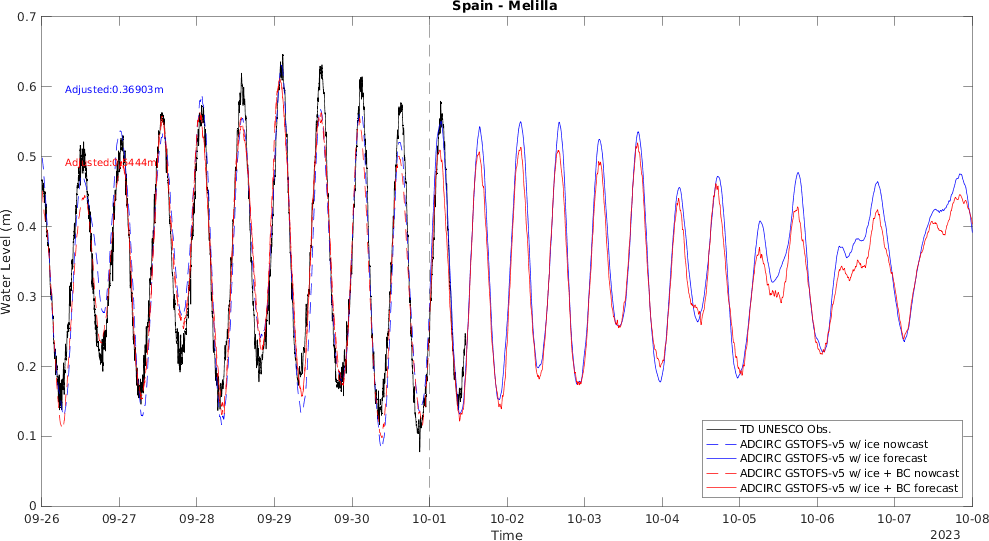 Spain - Melilla
0.7
0.6
0.5
0.4
0.3
0.2
0.1
0
Water Level (m)
Adjusted:0.36903m
09-26
09-27
09-28
09-29
09-30
10-01
10-02
10-03
10-04
10-05
10-06
10-07
10-08
Time
2023
TD UNESCO Obs.
ADCIRC GSTOFS-v5 w/ ice nowcast
ADCIRC GSTOFS-v5 w/ ice forecast
ADCIRC GSTOFS-v5 w/ ice + BC nowcast
ADCIRC GSTOFS-v5 w/ ice + BC forecast